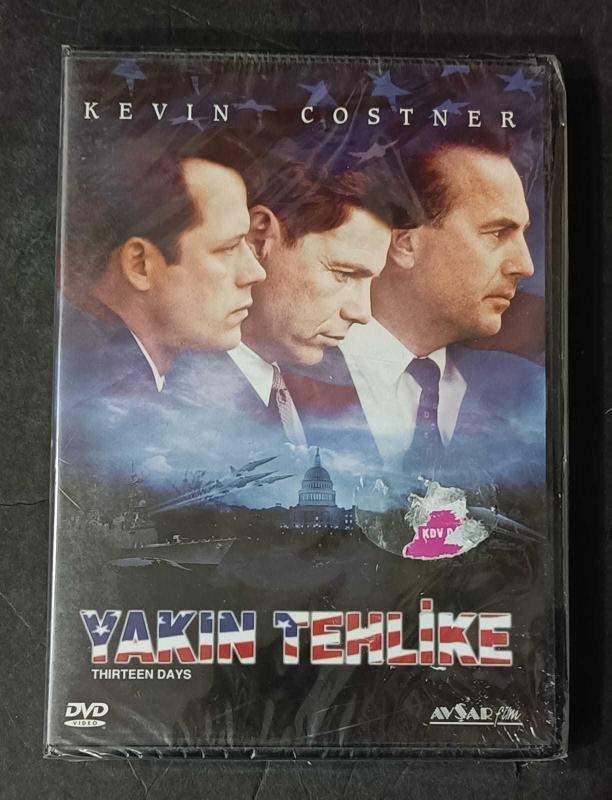 KEVIN COSTNER
KDV
YAKIN TEHLİKE
THIRTEEN DAYS
DVD
VIDEO
AVŞAR film